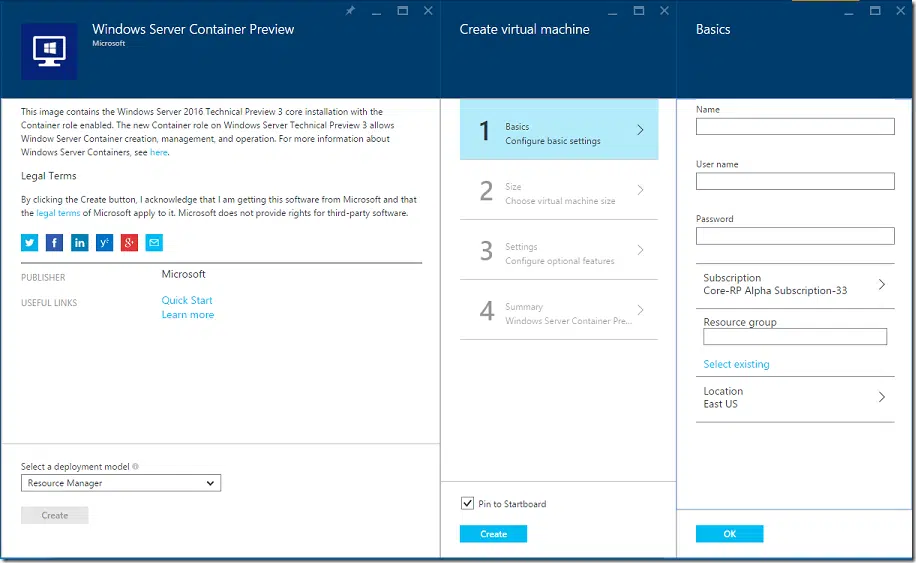 Windows Server Container Preview
Microsoft
This image contains the Windows Server 2016 Technical Preview 3 core installation with the
Container role enabled. The new Container role on Windows Server Technical Preview 3 allows
Window Server Container creation, management, and operation. For more information about
Windows Server Containers, see here.
Legal Terms
By clicking the Create button, I acknowledge that I am getting this software from Microsoft and that
the legal terms of Microsoft apply to it. Microsoft does not provide rights for third-party software.
PUBLISHER Microsoft
USEFUL LINKS Quick Start
Learn more
Select a deployment model
Resource Manager
Create
Create virtual machine
1 Basics
Configure basic settings
2 Size
Choose virtual machine size
3 Settings
Configure optional features
4 Summary
Windows Server Container Pre...
Pin to Startboard
Create
Basics
Name
User name
Password
Subscription
Core-RP Alpha Subscription-33
Resource group
Select existing
Location
East US
OK